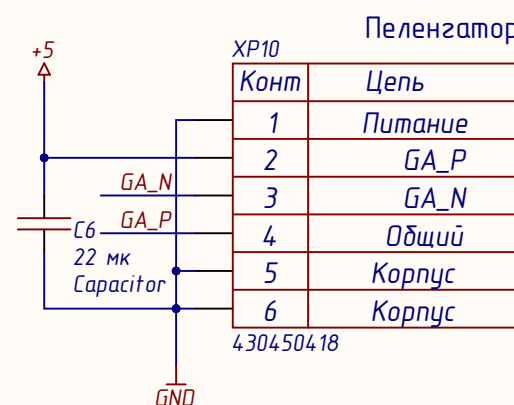 Пеленгатор
+5
XP10
Конт Цепь
1 Питание
2 GA_P
GA_N 3 GA_N
GA_P 4 Общий
C6
22 мк
Capacitor
5 Корпус
6 Корпус
430450418
GND